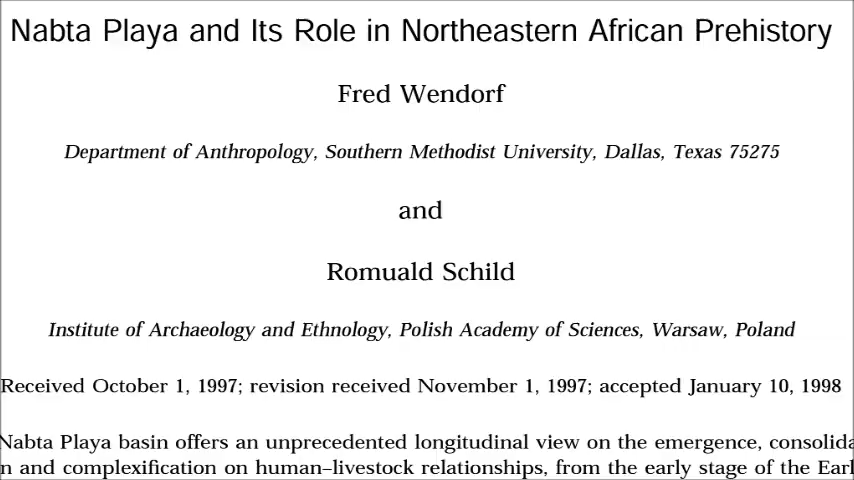 Nabta Playa and Its Role in Northeastern African Prehistory
Fred Wendorf
Department of Anthropology, Southern Methodist University, Dallas, Texas 75275
and
Romuald Schild
Institute of Archaeology and Ethnology, Polish Academy of Sciences, Warsaw, Poland
Received October 1, 1997; revision received November 1, 1997; accepted January 10, 1998
Nabta Playa basin offers an unprecedented longitudinal view on the emergence, consolida
n and complexification on human–livestock relationships, from the early stage of the Earl